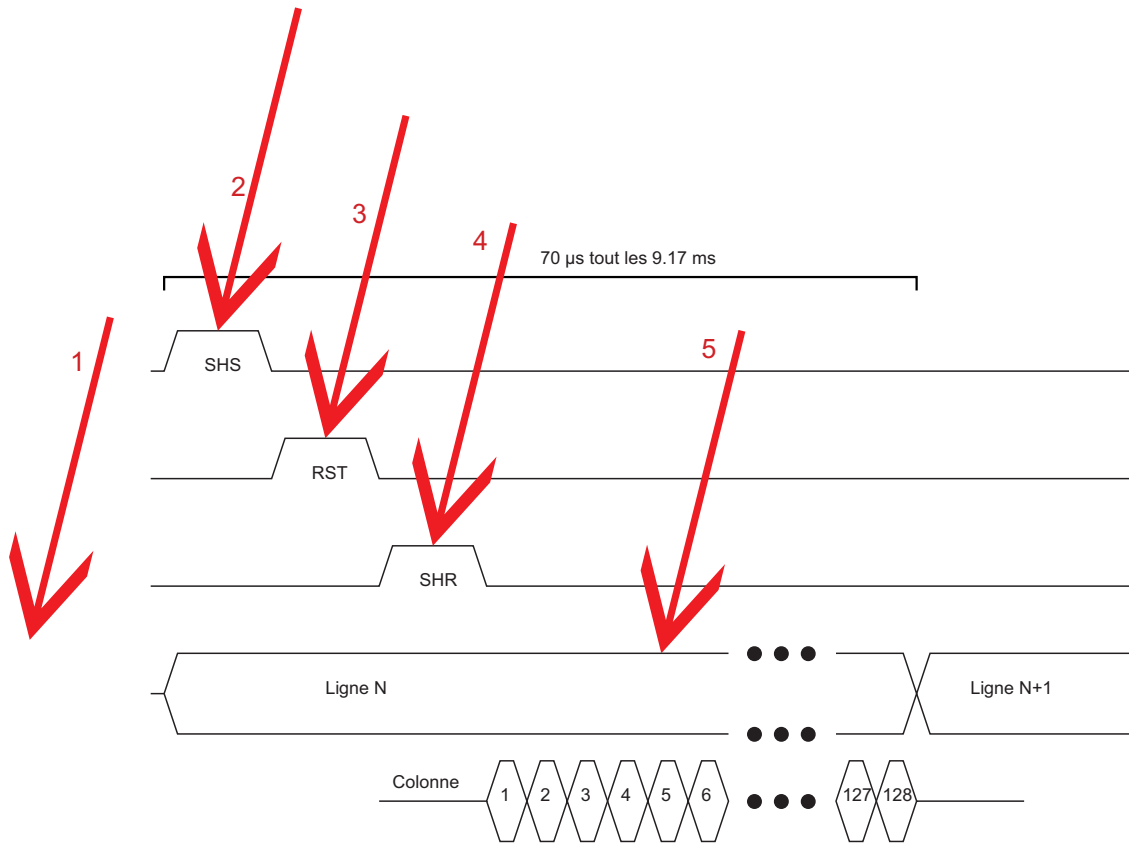 2
3
4
70 µs tout les 9.17 ms
1
5
SHS
RST
SHR
Ligne N
Ligne N+1
Colonne
1 2 3 4 5 6 127 128